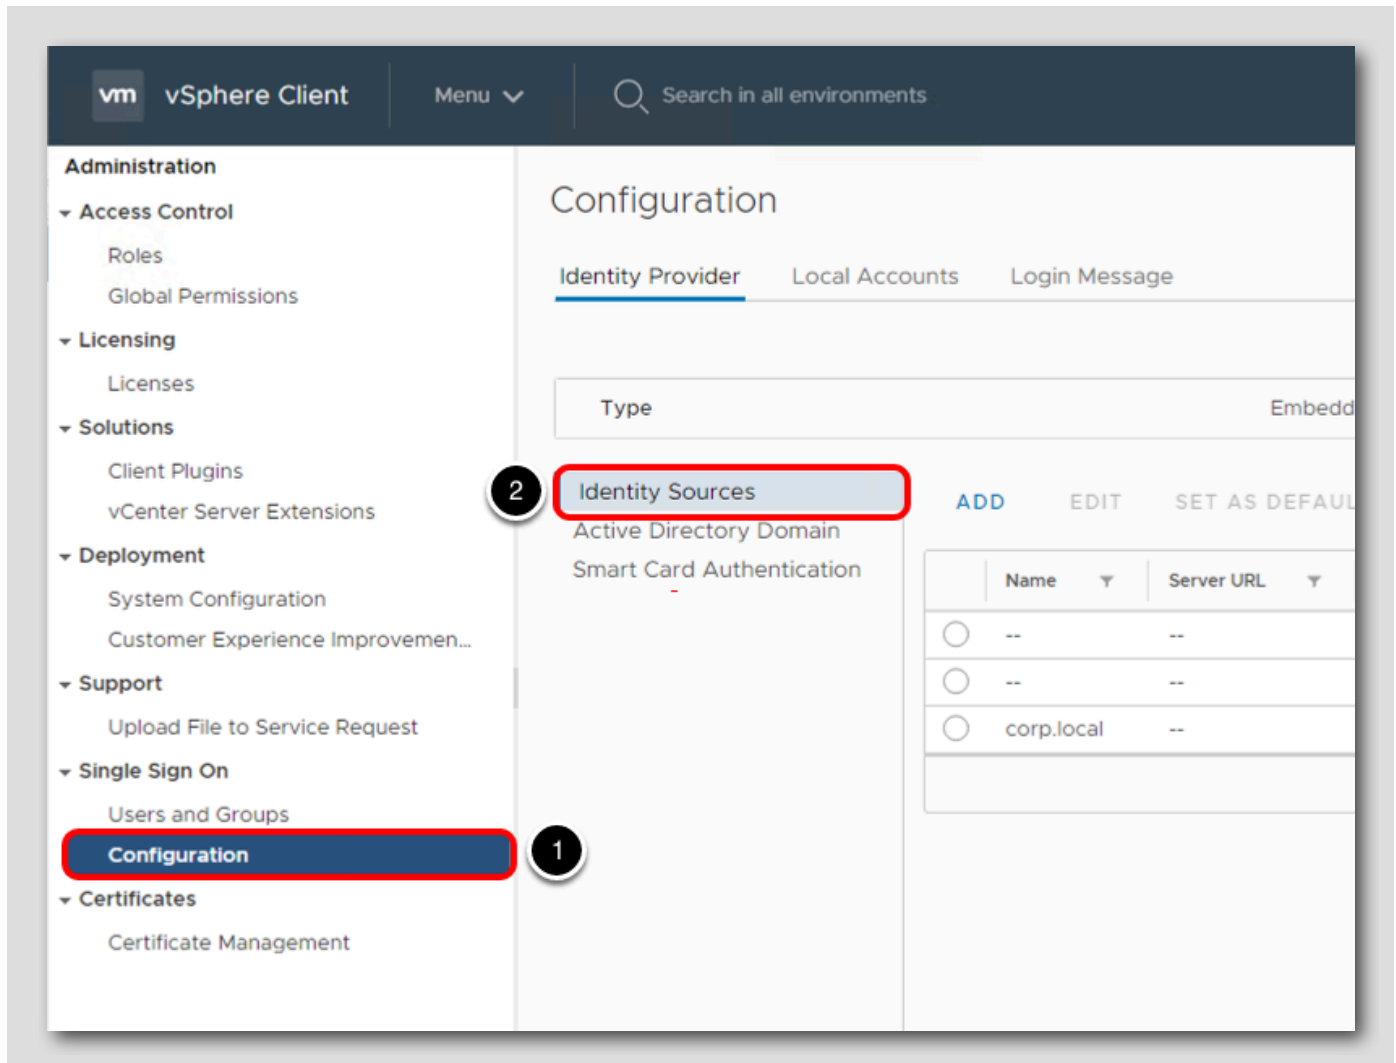 vm vSphere Client Menu Search in all environments
Administration
Access Control
Roles
Global Permissions
Licensing
Licenses
Solutions
Client Plugins
vCenter Server Extensions
Deployment
System Configuration
Customer Experience Improvemen...
Support
Upload File to Service Request
Single Sign On
Users and Groups
Configuration
1
Certificates
Certificate Management
Configuration
Identity Provider Local Accounts Login Message
Type Embedd
2
Identity Sources
Active Directory Domain
Smart Card Authentication
ADD EDIT SET AS DEFAUL
Name Server URL
-- --
-- --
corp.local --